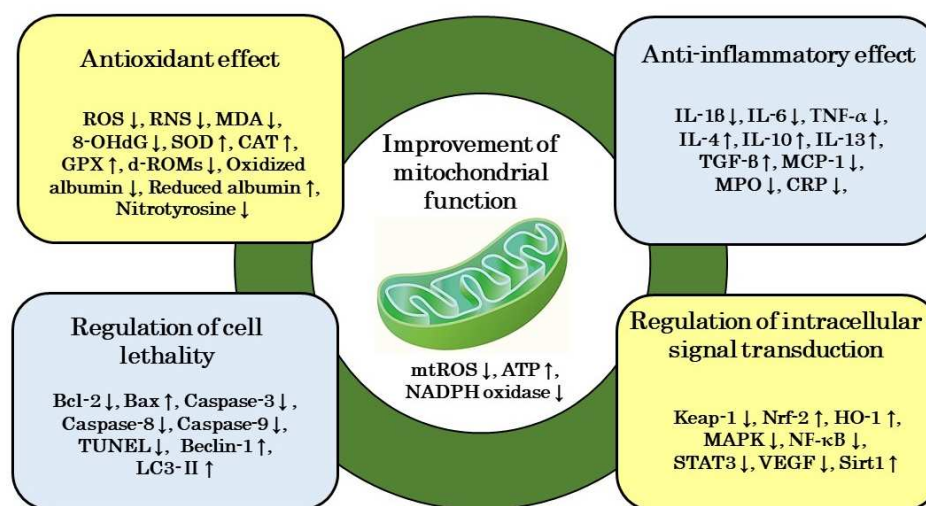 Antioxidant effect
ROS ↓, RNS ↓, MDA ↓,
8-OHdG ↓, SOD ↑, CAT ↑,
GPX ↑, d-ROMs ↓, Oxidized
albumin ↓, Reduced albumin ↑,
Nitrotyrosine ↓
Anti-inflammatory effect
IL-1ß ↓, IL-6 ↓, TNF-α ↓,
IL-4 ↑, IL-10 ↑, IL-13 ↑,
TGF-ß ↑, MCP-1 ↓,
MPO ↓, CRP ↓,
Improvement of
mitochondrial
function
mtROS ↓, ATP ↑,
NADPH oxidase ↓
Regulation of cell
lethality
Bcl-2 ↓, Bax ↑, Caspase-3 ↓,
Caspase-8 ↓, Caspase-9 ↓,
TUNEL ↓, Beclin-1 ↑,
LC3-II ↑
Regulation of intracellular
signal transduction
Keap-1 ↓, Nrf-2 ↑, HO-1 ↑,
MAPK ↓, NF-κB ↓,
STAT3 ↓, VEGF ↓, Sirt1 ↑